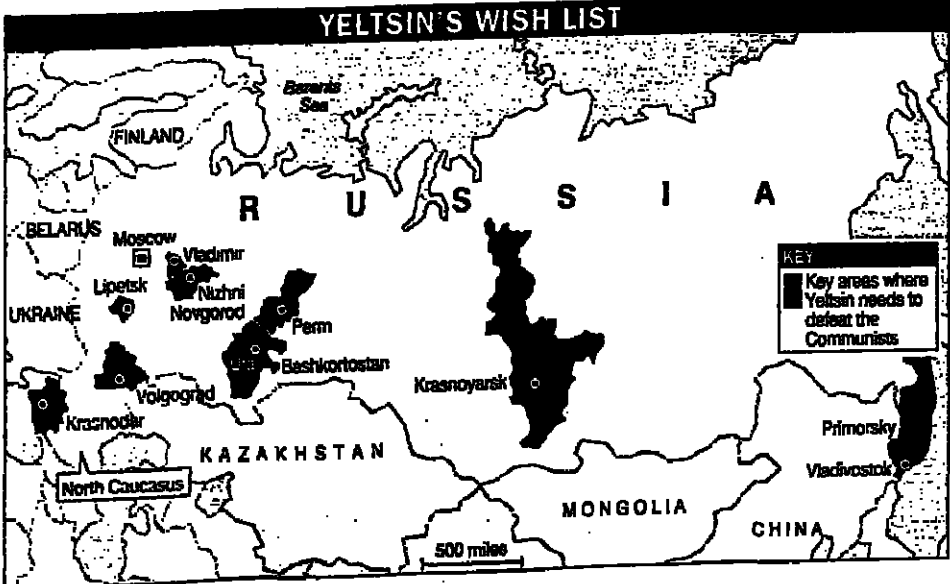 YELTSIN'S WISH LIST
Barents
Sea
FINLAND
RUSSIA
BELARUS
Moscow
Vladimir
Lipetsk
Nizhni
Novgorod
UKRAINE
Perm
Bashkortostan
Volgograd
Krasnodar
North Caucasus
KAZAKHSTAN
Krasnoyarsk
KEY
Key areas where
Yeltsin needs to
defeat the
Communists
Primorsky
Vladivostok
MONGOLIA
CHINA
500 miles